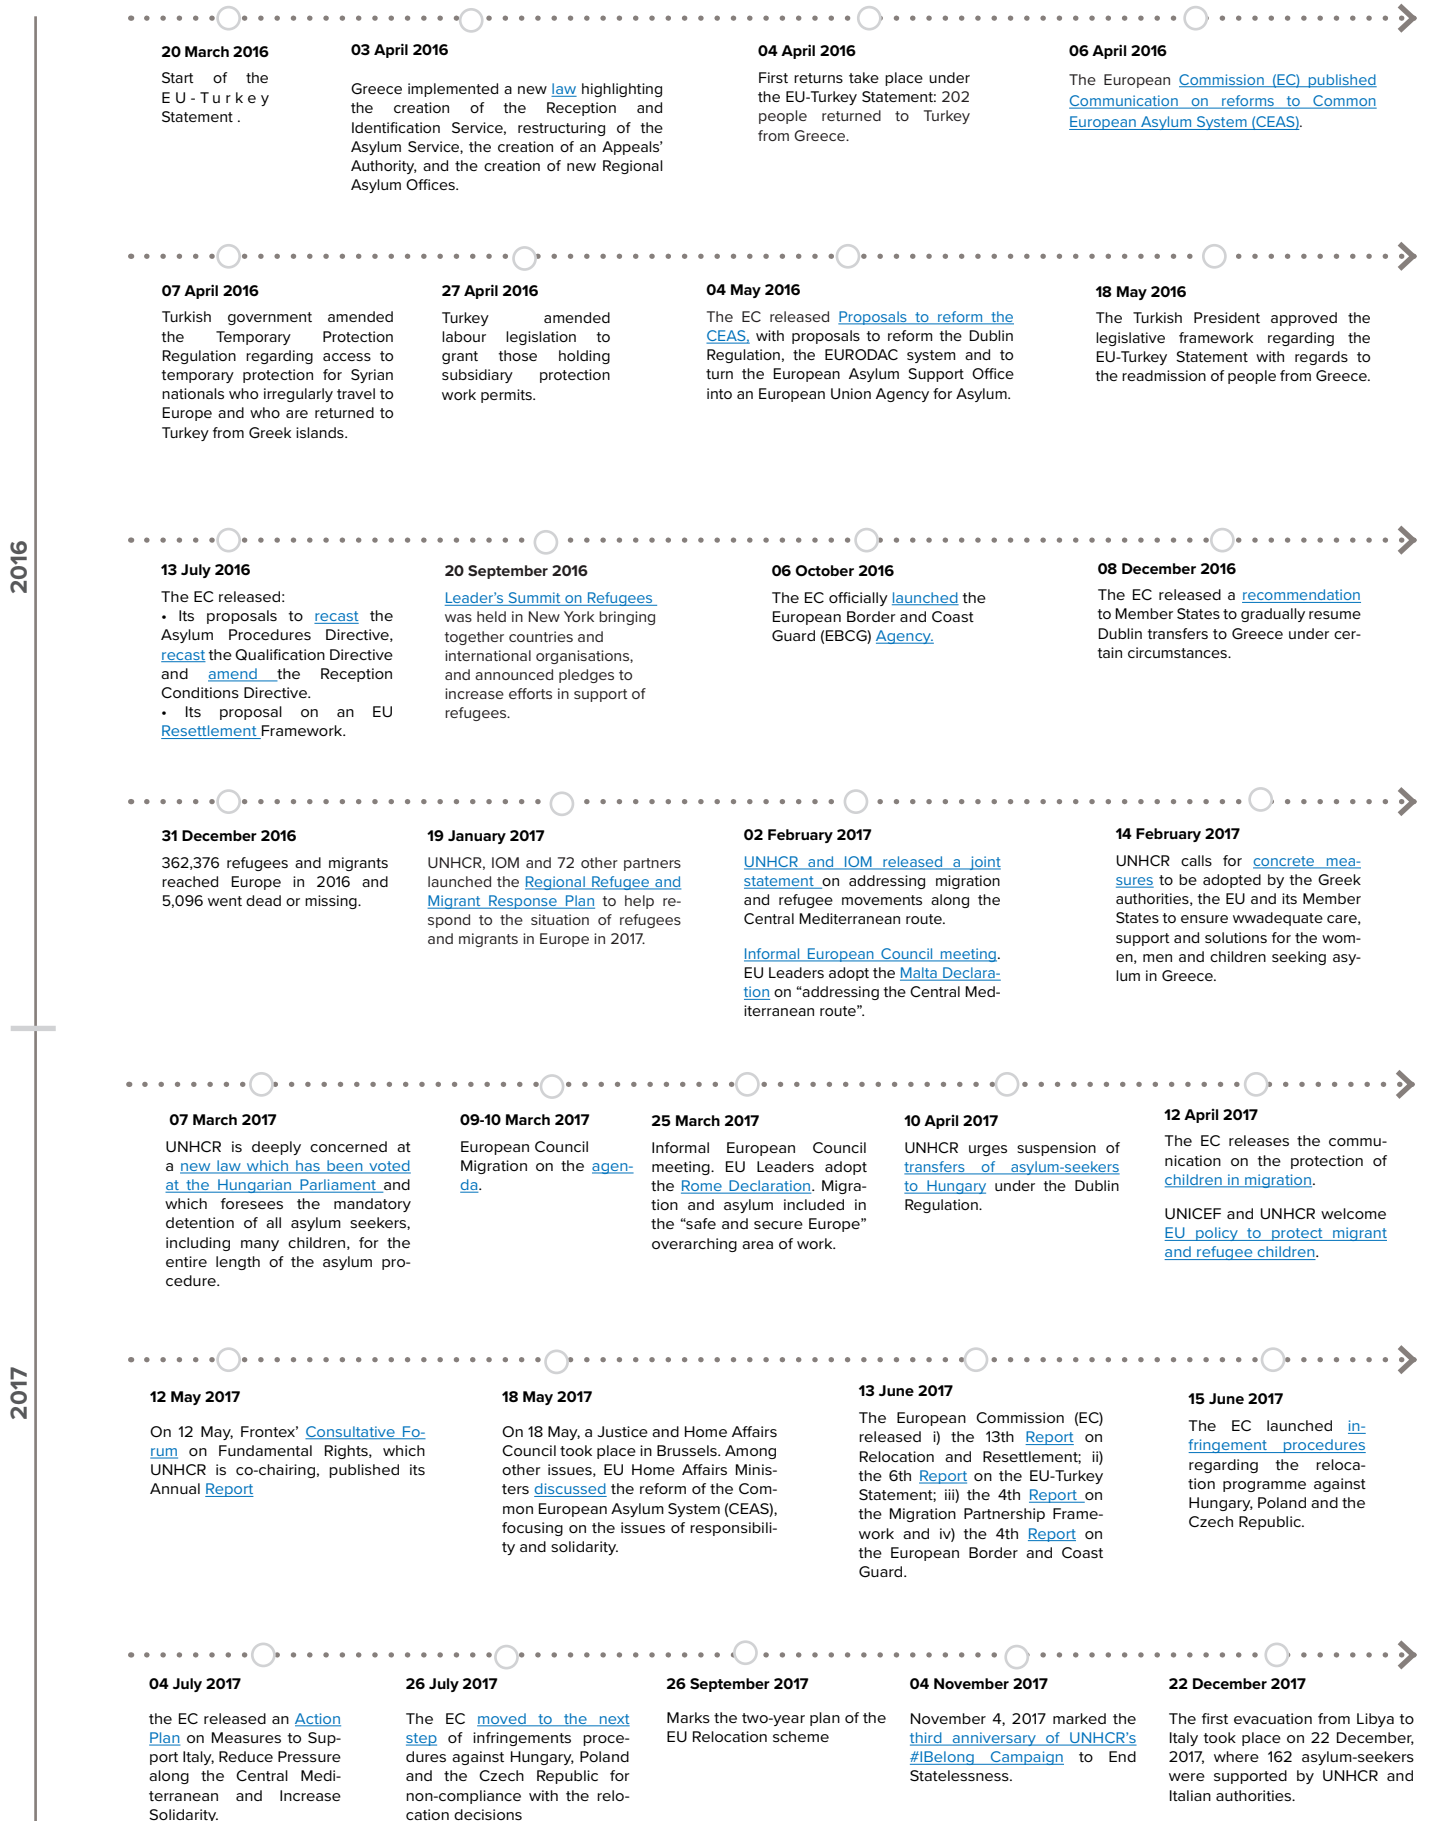 2016
20 March 2016
Start of the
EU-Turkey
Statement .
03 April 2016
Greece implemented a new law highlighting
the creation of the Reception and
Identification Service, restructuring of the
Asylum Service, the creation of an Appeals’
Authority, and the creation of new Regional
Asylum Offices.
04 April 2016
First returns take place under
the EU-Turkey Statement: 202
people returned to Turkey
from Greece.
06 April 2016
The European Commission (EC) published
Communication on reforms to Common
European Asylum System (CEAS).
07 April 2016
Turkish government amended
the Temporary Protection
Regulation regarding access to
temporary protection for Syrian
nationals who irregularly travel to
Europe and who are returned to
Turkey from Greek islands.
27 April 2016
Turkey amended
labour legislation to
grant those holding
subsidiary protection
work permits.
04 May 2016
The EC released Proposals to reform the
CEAS, with proposals to reform the Dublin
Regulation, the EURODAC system and to
turn the European Asylum Support Office
into an European Union Agency for Asylum.
18 May 2016
The Turkish President approved the
legislative framework regarding the
EU-Turkey Statement with regards to
the readmission of people from Greece.
13 July 2016
The EC released:
• Its proposals to recast the
Asylum Procedures Directive,
recast the Qualification Directive
and amend the Reception
Conditions Directive.
• Its proposal on an EU
Resettlement Framework.
20 September 2016
Leader’s Summit on Refugees
was held in New York bringing
together countries and
international organisations,
and announced pledges to
increase efforts in support of
refugees.
06 October 2016
The EC officially launched the
European Border and Coast
Guard (EBCG) Agency.
08 December 2016
The EC released a recommendation
to Member States to gradually resume
Dublin transfers to Greece under cer-
tain circumstances.
31 December 2016
362,376 refugees and migrants
reached Europe in 2016 and
5,096 went dead or missing.
19 January 2017
UNHCR, IOM and 72 other partners
launched the Regional Refugee and
Migrant Response Plan to help re-
spond to the situation of refugees
and migrants in Europe in 2017.
02 February 2017
UNHCR and IOM released a joint
statement on addressing migration
and refugee movements along the
Central Mediterranean route.
Informal European Council meeting.
EU Leaders adopt the Malta Declara-
tion on “addressing the Central Med-
iterranean route”.
14 February 2017
UNHCR calls for concrete mea-
sures to be adopted by the Greek
authorities, the EU and its Member
States to ensure wwadequate care,
support and solutions for the wom-
en, men and children seeking asy-
lum in Greece.
2017
07 March 2017
UNHCR is deeply concerned at
a new law which has been voted
at the Hungarian Parliament and
which foresees the mandatory
detention of all asylum seekers,
including many children, for the
entire length of the asylum pro-
cedure.
09-10 March 2017
European Council
Migration on the agen-
da.
25 March 2017
Informal European Council
meeting. EU Leaders adopt
the Rome Declaration. Migra-
tion and asylum included in
the “safe and secure Europe”
overarching area of work.
10 April 2017
UNHCR urges suspension of
transfers of asylum-seekers
to Hungary under the Dublin
Regulation.
12 April 2017
The EC releases the commu-
nication on the protection of
children in migration.
UNICEF and UNHCR welcome
EU policy to protect migrant
and refugee children.
12 May 2017
On 12 May, Frontex’ Consultative Fo-
rum on Fundamental Rights, which
UNHCR is co-chairing, published its
Annual Report
18 May 2017
On 18 May, a Justice and Home Affairs
Council took place in Brussels. Among
other issues, EU Home Affairs Minis-
ters discussed the reform of the Com-
mon European Asylum System (CEAS),
focusing on the issues of responsibili-
ty and solidarity.
13 June 2017
The European Commission (EC)
released i) the 13th Report on
Relocation and Resettlement; ii)
the 6th Report on the EU-Turkey
Statement; iii) the 4th Report on
the Migration Partnership Frame-
work and iv) the 4th Report on
the European Border and Coast
Guard.
15 June 2017
The EC launched in-
fringement procedures
regarding the reloca-
tion programme against
Hungary, Poland and the
Czech Republic.
04 July 2017
the EC released an Action
Plan on Measures to Sup-
port Italy, Reduce Pressure
along the Central Medi-
terranean and Increase
Solidarity.
26 July 2017
The EC moved to the next
step of infringements proce-
dures against Hungary, Poland
and the Czech Republic for
non-compliance with the relo-
cation decisions
26 September 2017
Marks the two-year plan of the
EU Relocation scheme
04 November 2017
November 4, 2017 marked the
third anniversary of UNHCR’s
#IBelong Campaign to End
Statelessness.
22 December 2017
The first evacuation from Libya to
Italy took place on 22 December,
2017, where 162 asylum-seekers
were supported by UNHCR and
Italian authorities.